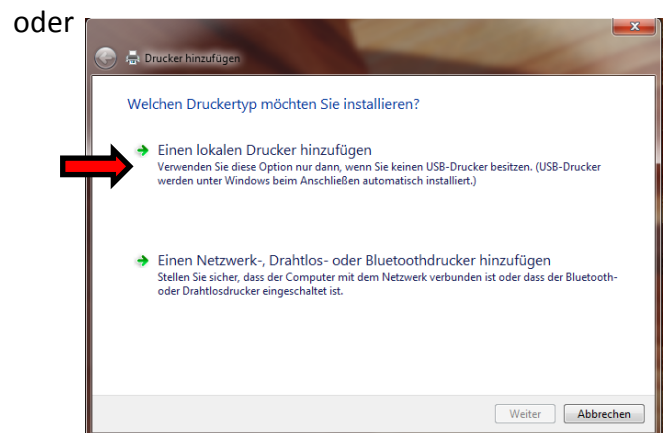 oder
Drucker hinzufügen
Welchen Druckertyp möchten Sie installieren?
Einen lokalen Drucker hinzufügen
Verwenden Sie diese Option nur dann, wenn Sie keinen USB-Drucker besitzen. (USB-Drucker
werden unter Windows beim Anschließen automatisch installiert.)
Einen Netzwerk-, Drahtlos- oder Bluetoothdrucker hinzufügen
Stellen Sie sicher, dass der Computer mit dem Netzwerk verbunden ist oder dass der Bluetooth-
oder Drahtlosdrucker eingeschaltet ist.
Weiter Abbrechen